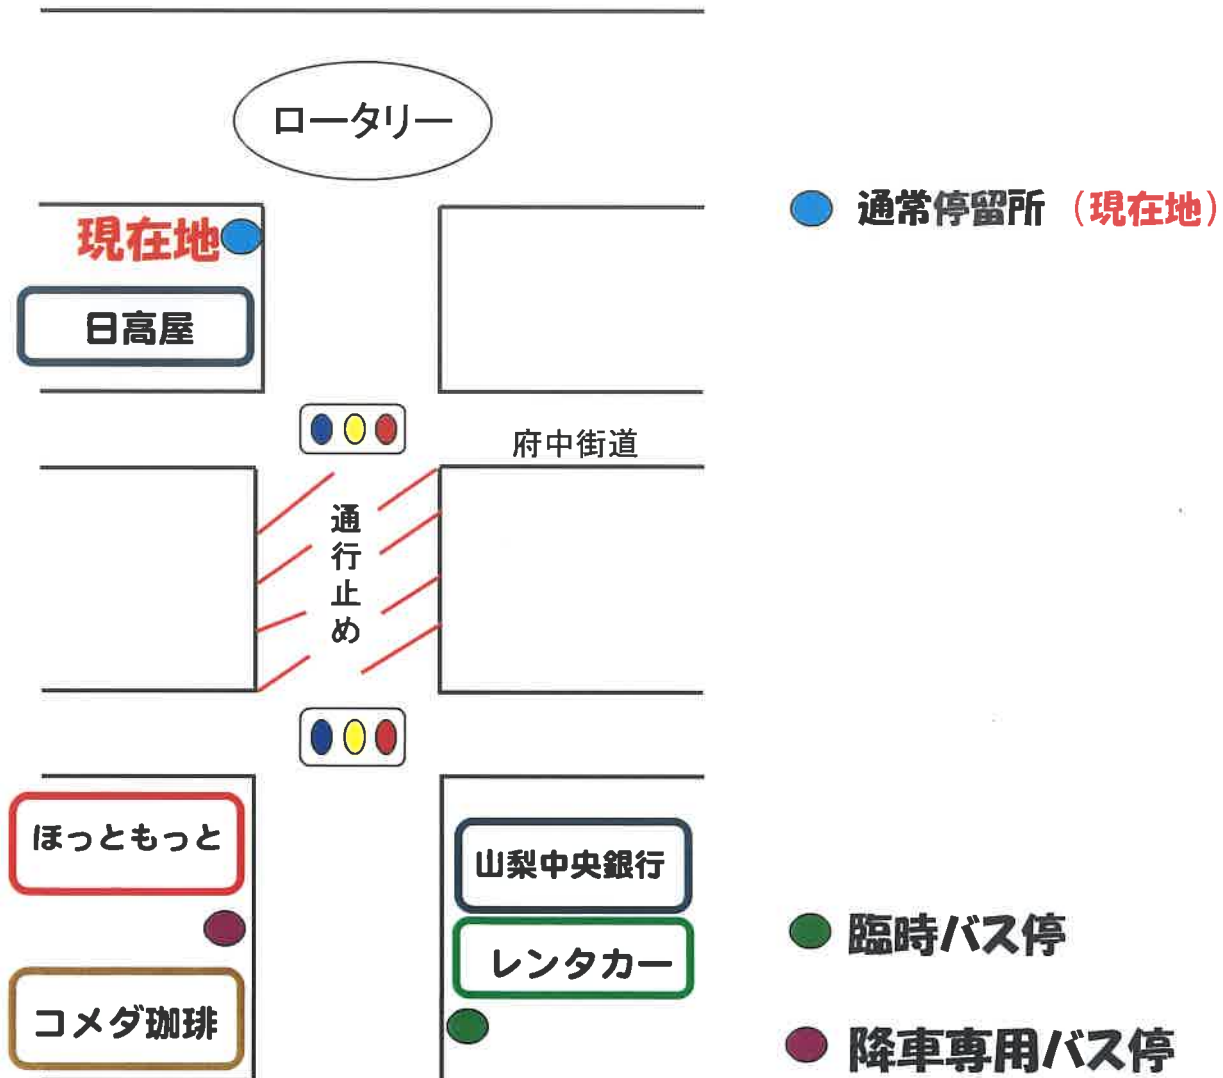 ロータリー
通常停留所 (現在地)
現在地
日高屋
府中街道
通行止め
ほっともっと
山梨中央銀行
レンタカー
コメダ珈琲
臨時バス停
降車専用バス停